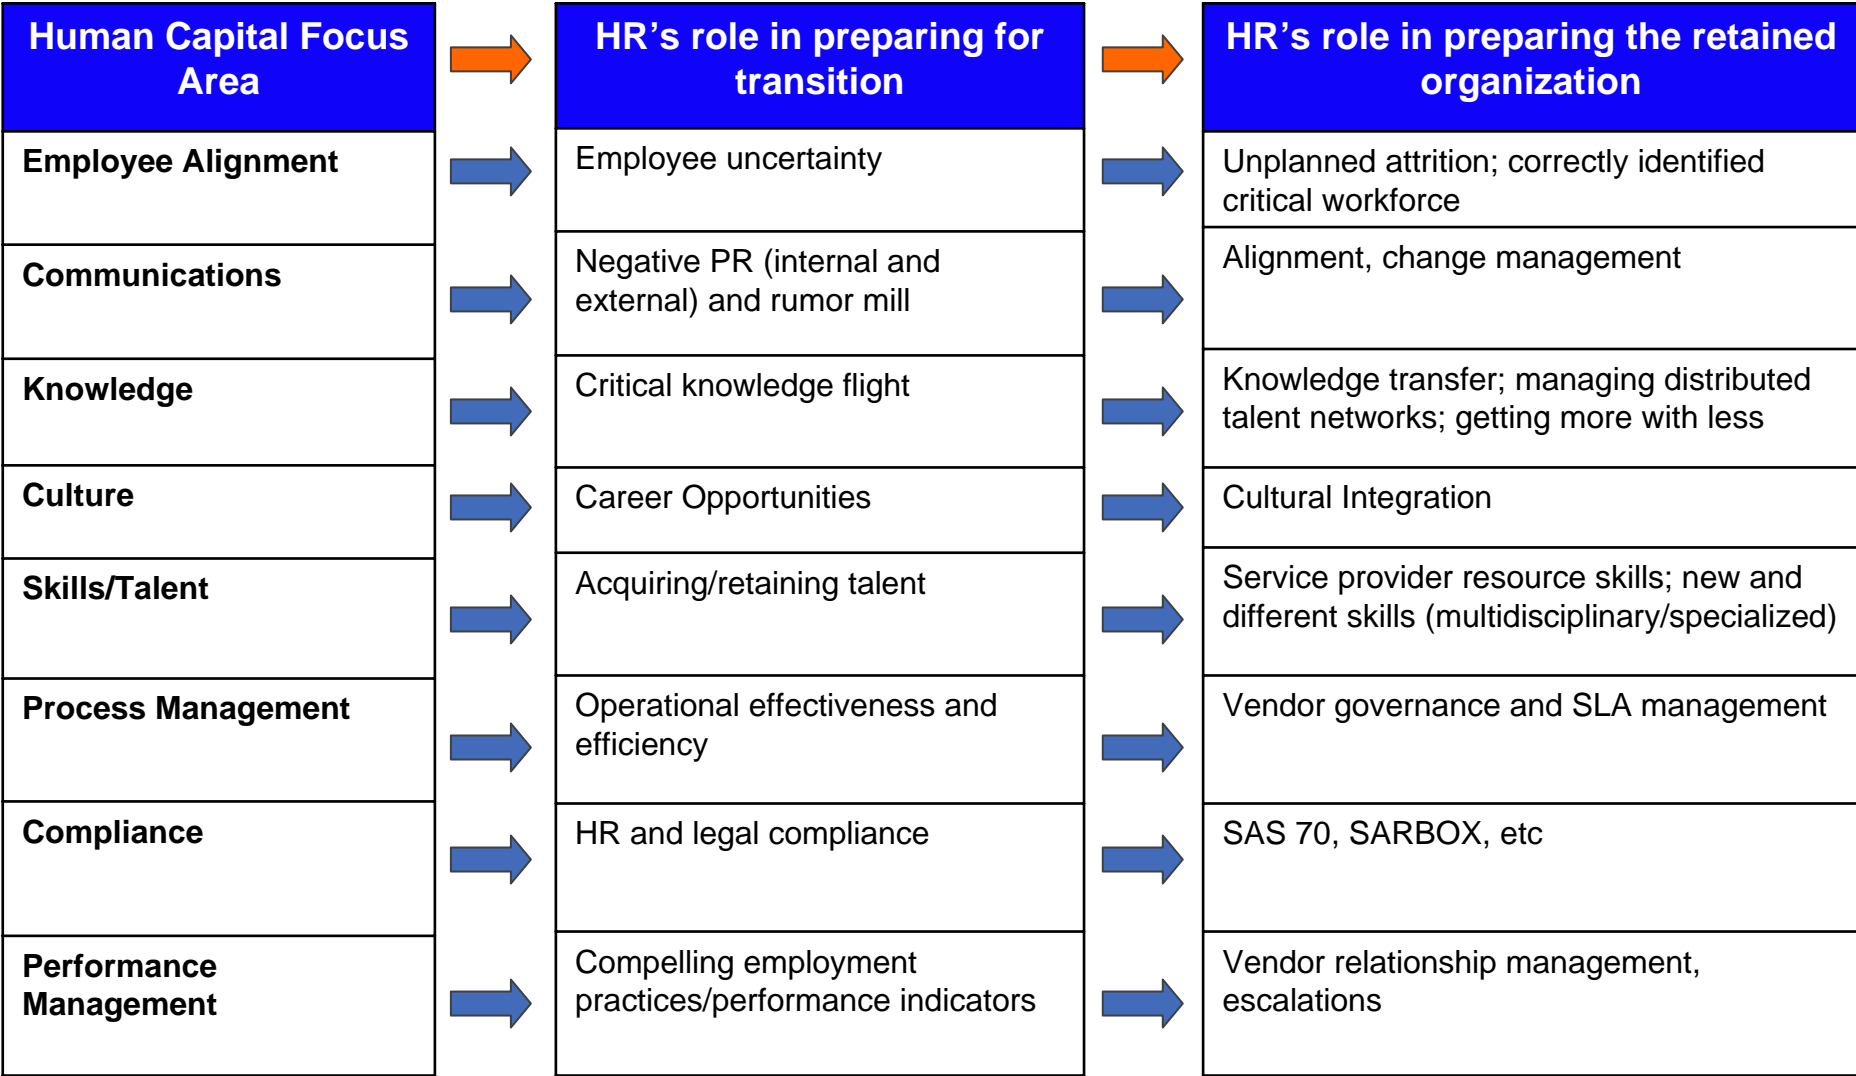 Human Capital Focus
Area
HR’s role in preparing for
transition
HR’s role in preparing the retained
organization
Employee Alignment
Employee uncertainty
Unplanned attrition; correctly identified
critical workforce
Communications
Negative PR (internal and
external) and rumor mill
Alignment, change management
Knowledge
Critical knowledge flight
Knowledge transfer; managing distributed
talent networks; getting more with less
Culture
Career Opportunities
Cultural Integration
Skills/Talent
Acquiring/retaining talent
Service provider resource skills; new and
different skills (multidisciplinary/specialized)
Process Management
Operational effectiveness and
efficiency
Vendor governance and SLA management
Compliance
HR and legal compliance
SAS 70, SARBOX, etc
Performance
Management
Compelling employment
practices/performance indicators
Vendor relationship management,
escalations